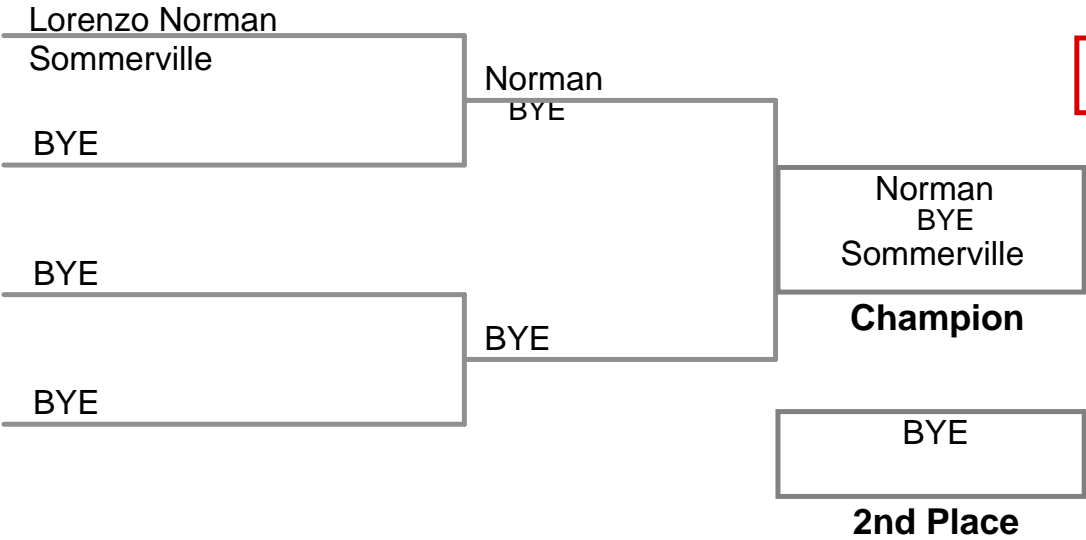 Lorenzo Norman
Sommerville
BYE
BYE
BYE
Norman
BYE
BYE
Norman
BYE
Sommerville
Champion
BYE
2nd Place